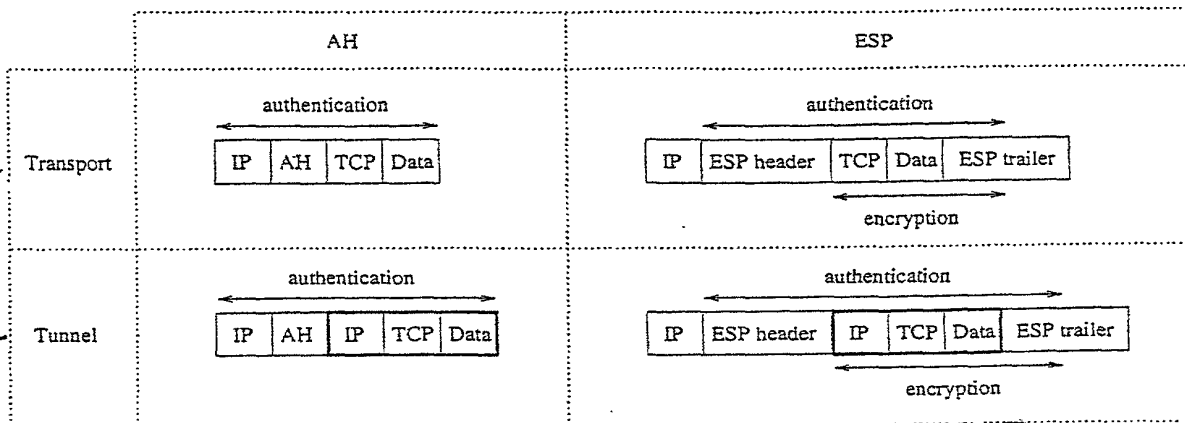 AH ESP
authentication authentication
Transport IP AH TCP Data IP ESP header TCP Data ESP trailer
encryption
authentication authentication
Tunnel IP AH IP TCP Data IP ESP header IP TCP Data ESP trailer
encryption